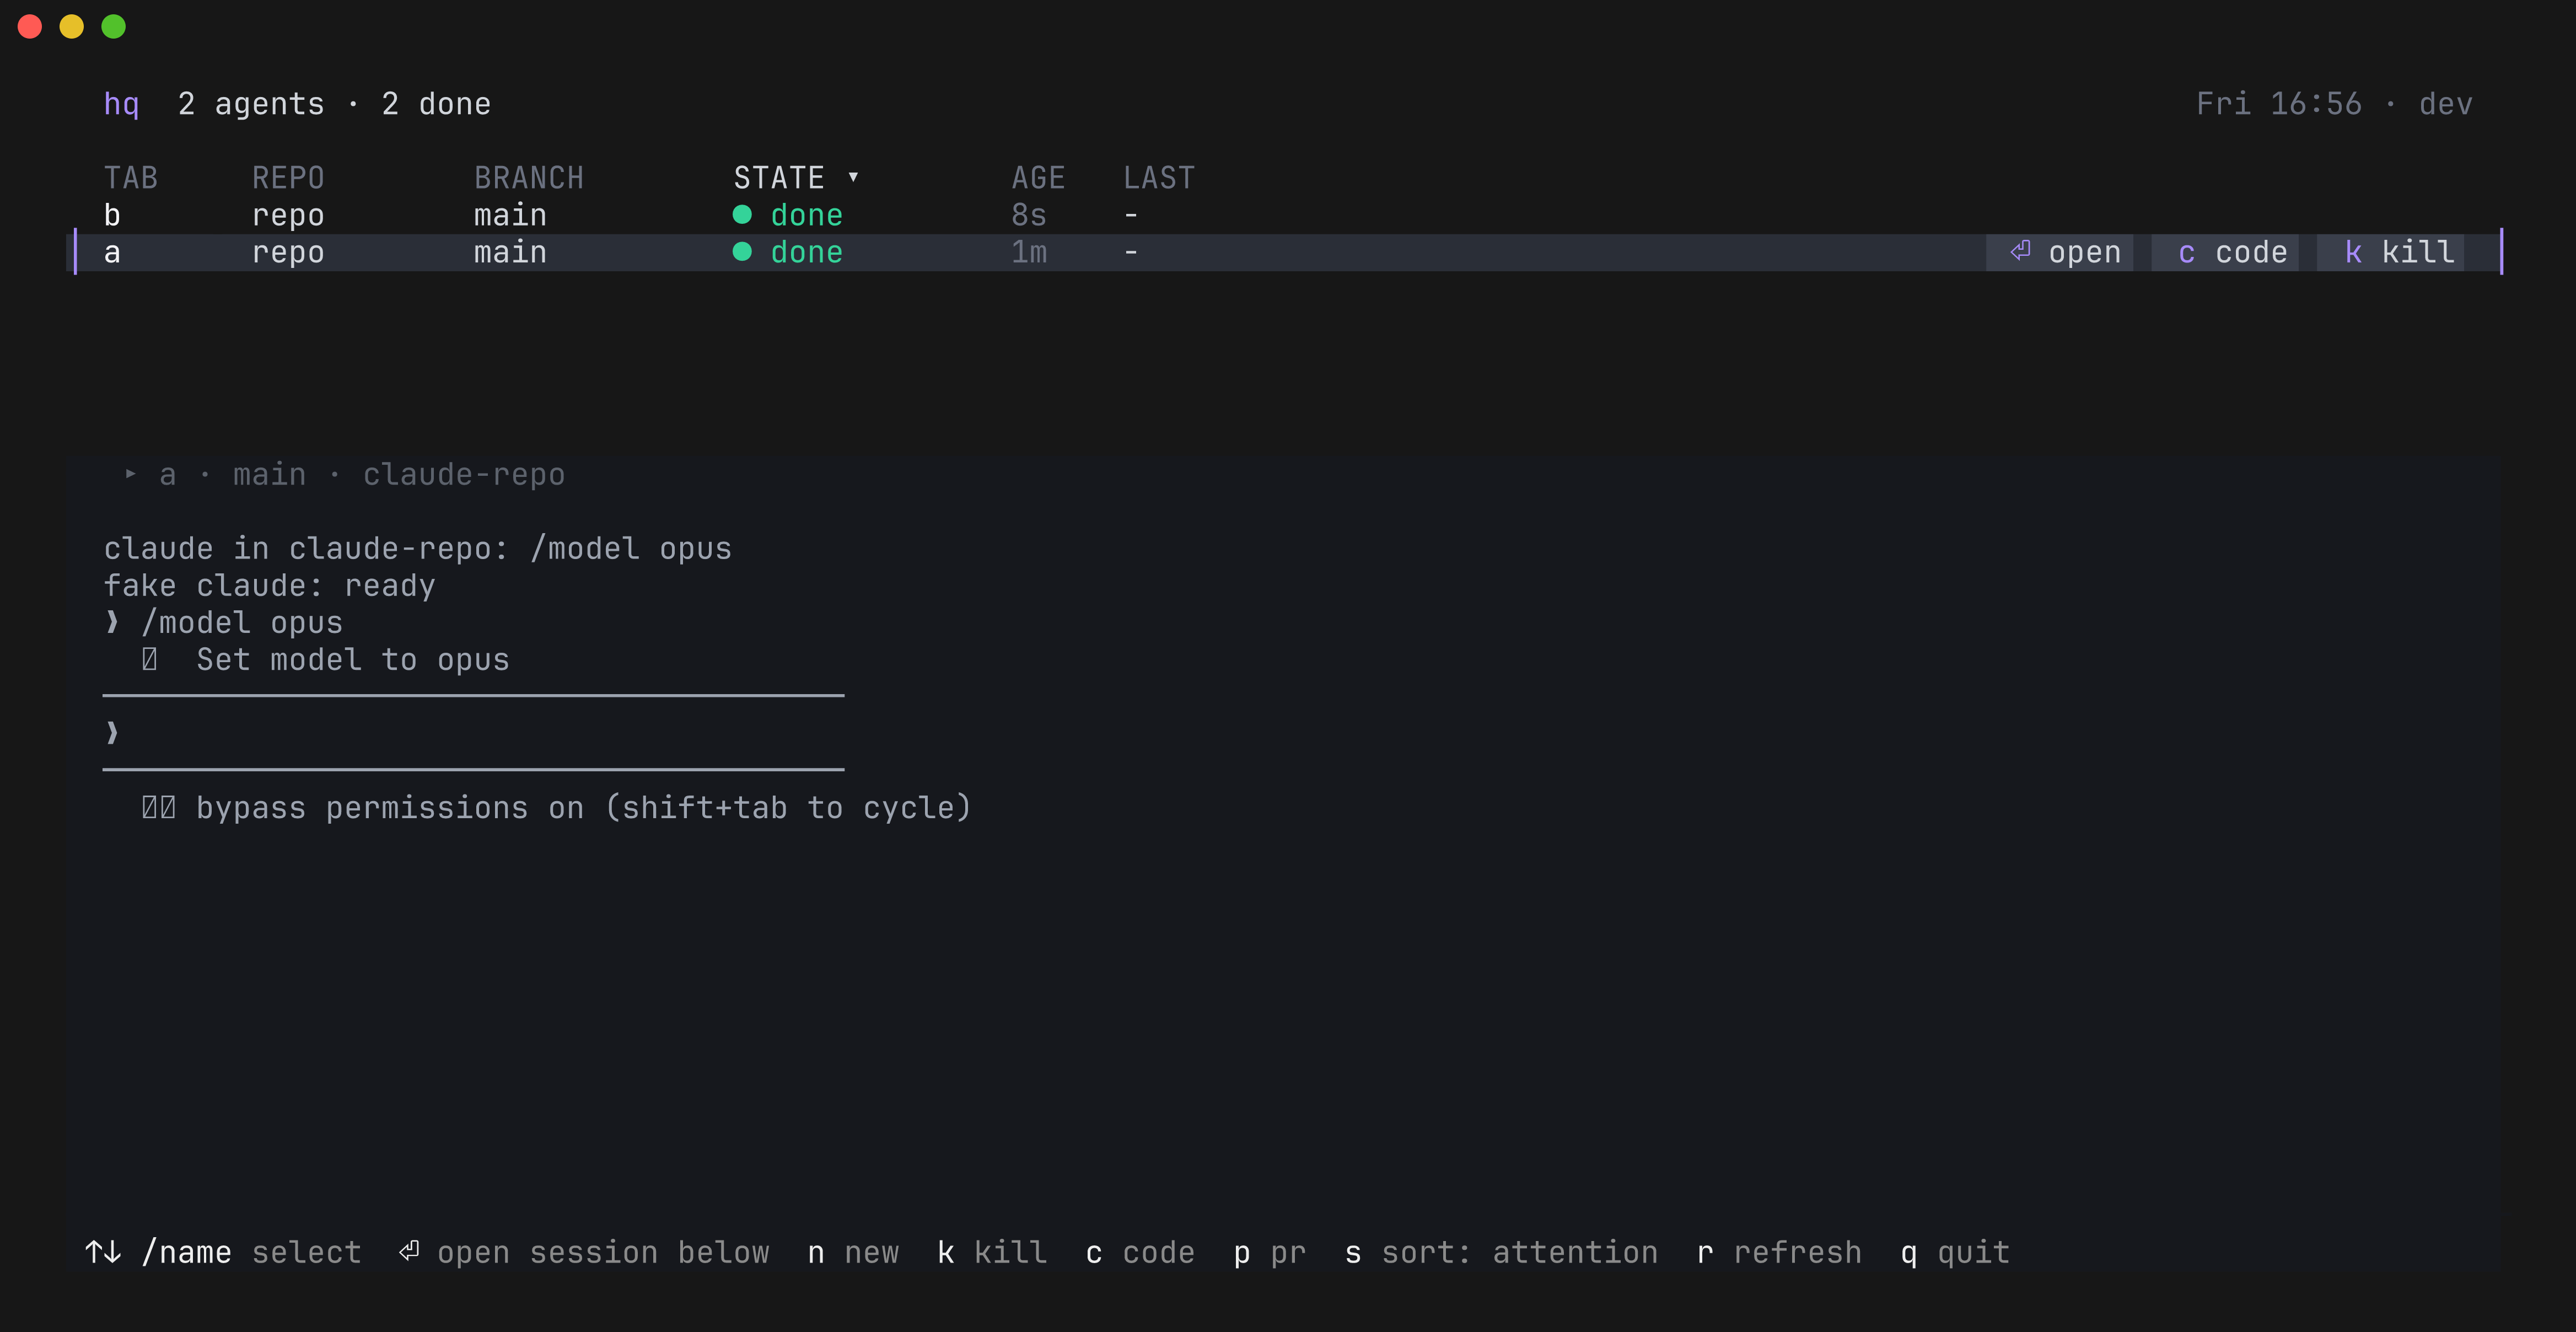 hq  2 agents · 2 done  Fri 16:56 · dev
TAB  REPO  BRANCH  STATE ▾  AGE  LAST
b  repo  main  ● done  8s  -
a  repo  main  ● done  1m  -  ⏎ open  c code  k kill
▸ a · main · claude-repo
claude in claude-repo: /model opus
fake claude: ready
❯ /model opus
Set model to opus
❯
bypass permissions on (shift+tab to cycle)
↑↓ /name select  ⏎ open session below  n new  k kill  c code  p pr  s sort: attention  r refresh  q quit